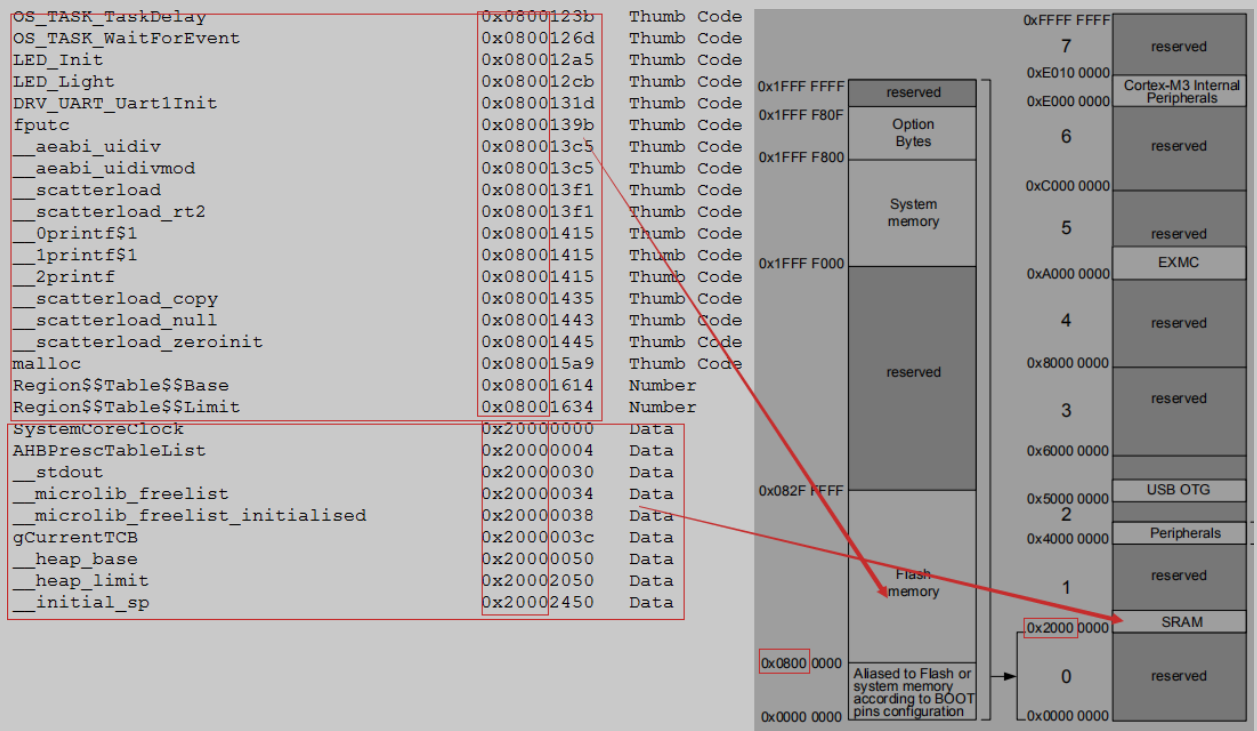 OS_TASK_TaskDelay 0x0800123b Thumb Code
OS_TASK_WaitForEvent 0x0800126d Thumb Code
LED_Init 0x080012a5 Thumb Code
LED_Light 0x080012cb Thumb Code
DRV_UART_Uart1Init 0x0800131d Thumb Code
fputc 0x0800139b Thumb Code
__aeabi_uidiv 0x080013c5 Thumb Code
__aeabi_uidivmod 0x080013c5 Thumb Code
__scatterload 0x080013f1 Thumb Code
__scatterload_rt2 0x080013f1 Thumb Code
__0printf$1 0x08001415 Thumb Code
__1printf$1 0x08001415 Thumb Code
__2printf 0x08001415 Thumb Code
__scatterload_copy 0x08001435 Thumb Code
__scatterload_null 0x08001443 Thumb Code
__scatterload_zeroinit 0x08001445 Thumb Code
malloc 0x080015a9 Thumb Code
Region$$Table$$Base 0x08001614 Number
Region$$Table$$Limit 0x08001634 Number
SystemCoreClock 0x20000000 Data
AHBPrescTableList 0x20000004 Data
__stdout 0x20000030 Data
__microlib_freelist 0x20000034 Data
__microlib_freelist_initialised 0x20000038 Data
gCurrentTCB 0x2000003c Data
__heap_base 0x20000050 Data
__heap_limit 0x20002050 Data
__initial_sp 0x20002450 Data
0x1FFF FFFF
reserved
0x1FFF F80F
Option
Bytes
0x1FFF F800
System
memory
0x1FFF F000
reserved
0x082F FFFF
Flash
memory
0x0800 0000
Aliased to Flash or
system memory
according to BOOT
pins configuration
0x0000 0000
0xFFFF FFFF
7 reserved
0xE010 0000
Cortex-M3 Internal
Peripherals
0xE000 0000
6 reserved
0xC000 0000
5 reserved
EXMC
0xA000 0000
4 reserved
0x8000 0000
3 reserved
0x6000 0000
USB OTG
0x5000 0000
2
Peripherals
0x4000 0000
1 reserved
SRAM
0x2000 0000
0 reserved
0x0000 0000